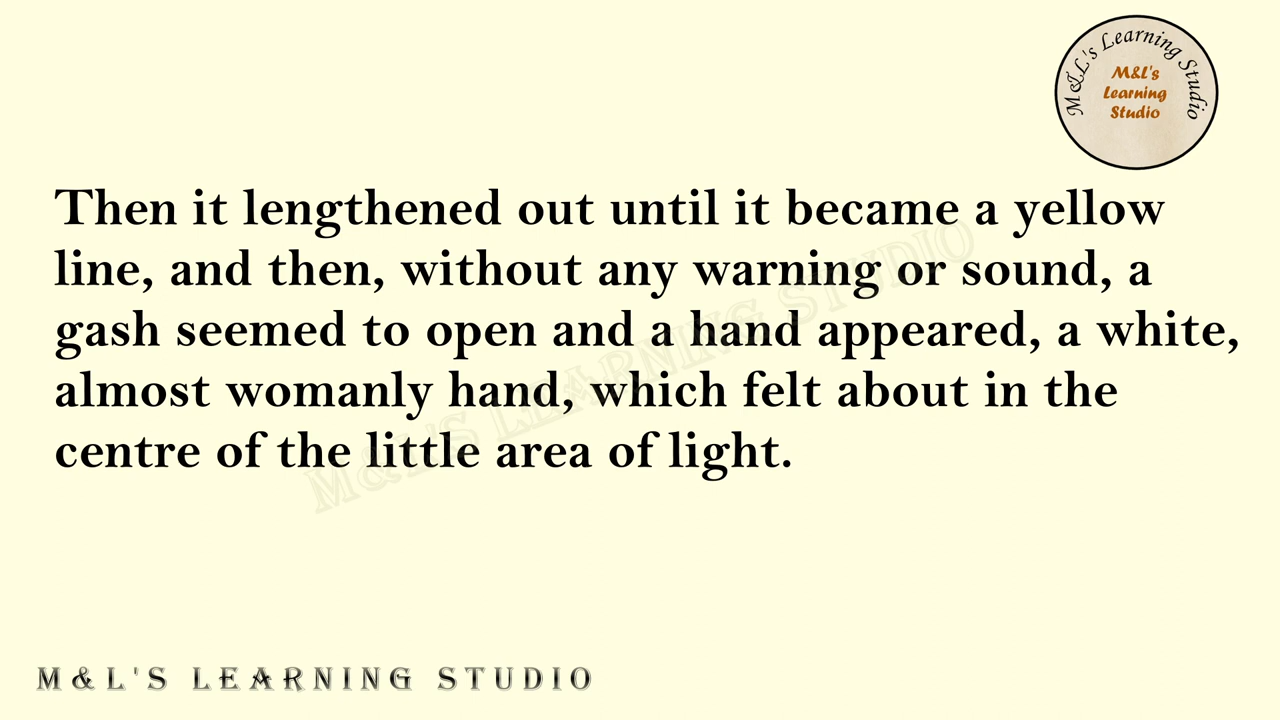 M&L's Learning Studio
M&L's
Learning
Studio
Then it lengthened out until it became a yellow
line, and then, without any warning or sound, a
gash seemed to open and a hand appeared, a white,
almost womanly hand, which felt about in the
centre of the little area of light.
M&L'S LEARNING STUDIO
M&L'S LEARNING STUDIO